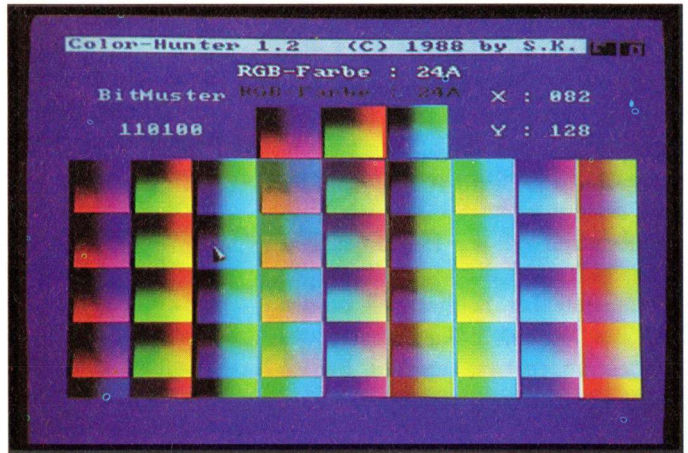 Color-Hunter 1.2 (C) 1988 by S.K.
RGB-Farbe : 24A
BitMuster RGB-Farbe : 24A X : 082
110100 Y : 128